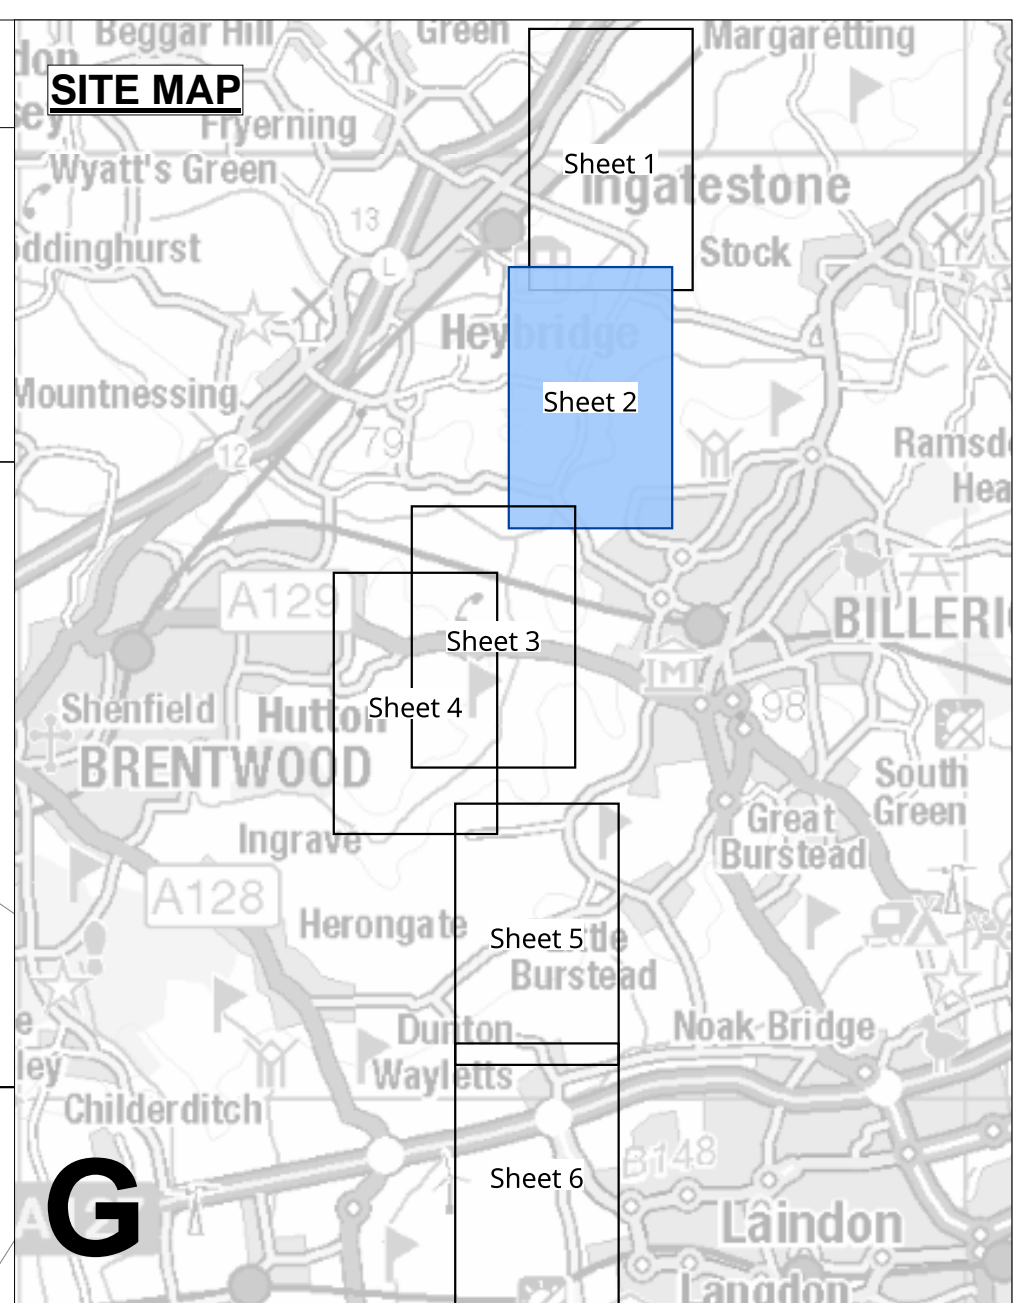 Beggar Hill
Green
Margaretting
SITE MAP
Fryerning
Sheet 1
Wyatt's Green
Ingatestone
13
Stock
L
Heybridge
Mountnessing
Sheet 2
79
12
A129
BILLERI
Sheet 3
Shenfield
Hutton
Sheet 4
98
BRENTWOOD
South
Green
Great
Burstead
Ingrave
A128
Herongate
Sheet 5
tle
Burstead
Dunton
Noak Bridge
Wayletts
Childerditch
B148
Sheet 6
G
Laindon
Langdon
M